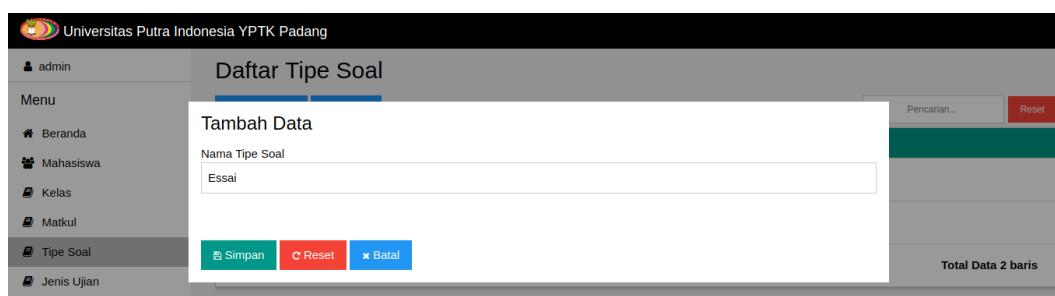 Universitas Putra Indonesia YPTK Padang
admin
Daftar Tipe Soal
Menu
Pencarian...
Reset
Beranda
Mahasiswa
Kelas
Matkul
Tipe Soal
Jenis Ujian
Tambah Data
Nama Tipe Soal
Essai
Simpan
Reset
Batal
Total Data 2 baris